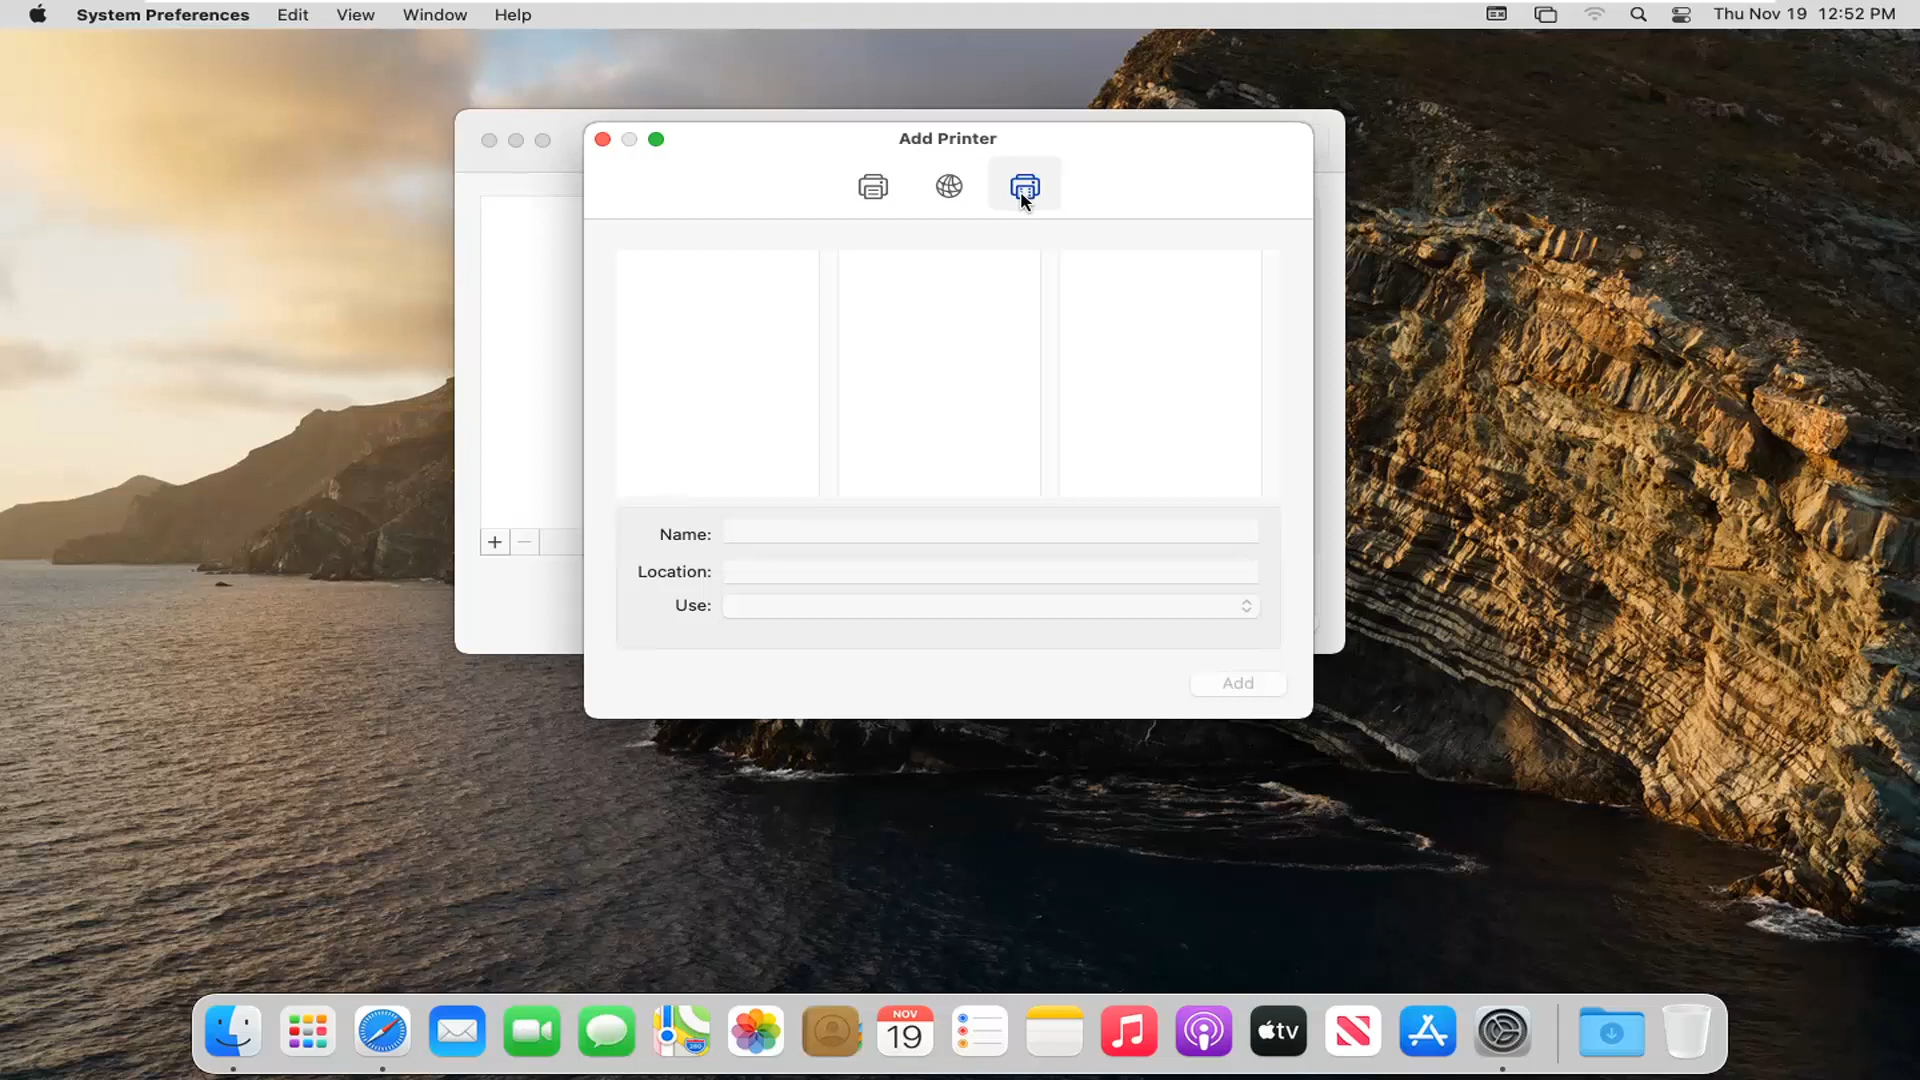 System Preferences Edit View Window Help Thu Nov 19 12:52 PM
Add Printer
Name:
Location:
Use:
Add
NOV
19
280
tv